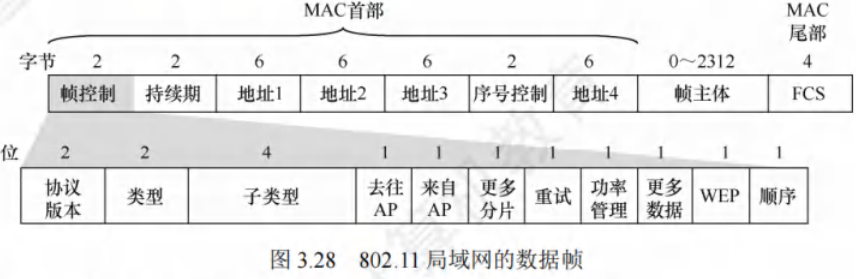 MAC首部
MAC
尾部
字节 2 2 6 6 6 2 6 0～2312 4
帧控制 持续期 地址1 地址2 地址3 序号控制 地址4 帧主体 FCS
位 2 2 4 1 1 1 1 1 1 1 1
协议版本 类型 子类型 去往AP 来自AP 更多分片 重试 功率管理 更多数据 WEP 顺序
图 3.28 802.11 局域网的数据帧